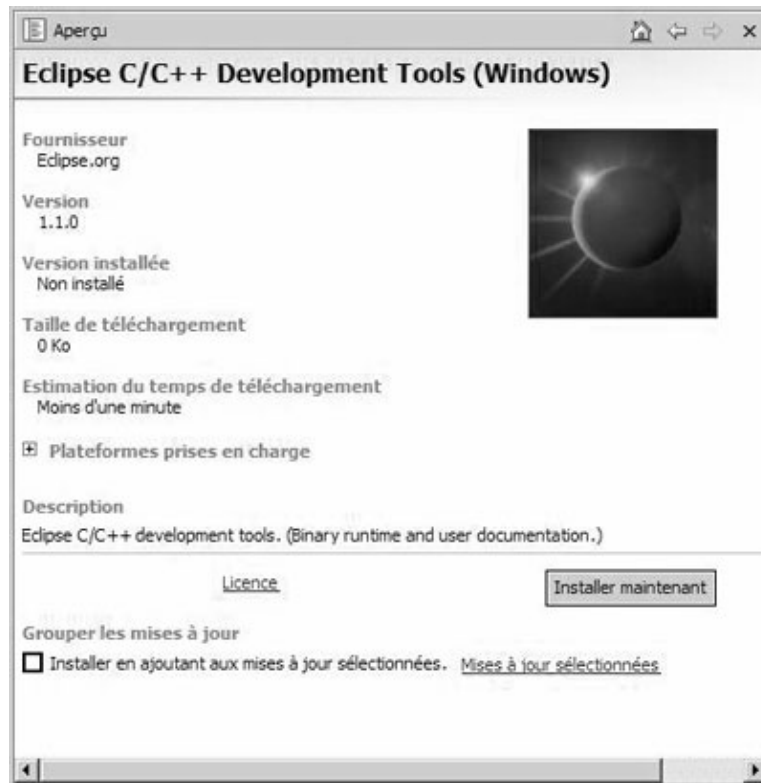 Aperçu
Eclipse C/C++ Development Tools (Windows)
Fournisseur
Eclipse.org
Version
1.1.0
Version installée
Non installé
Taille de téléchargement
0 Ko
Estimation du temps de téléchargement
Moins d'une minute
Plateformes prises en charge
Description
Eclipse C/C++ development tools. (Binary runtime and user documentation.)
Licence
Installer maintenant
Grouper les mises à jour
Installer en ajoutant aux mises à jour sélectionnées. Mises à jour sélectionnées